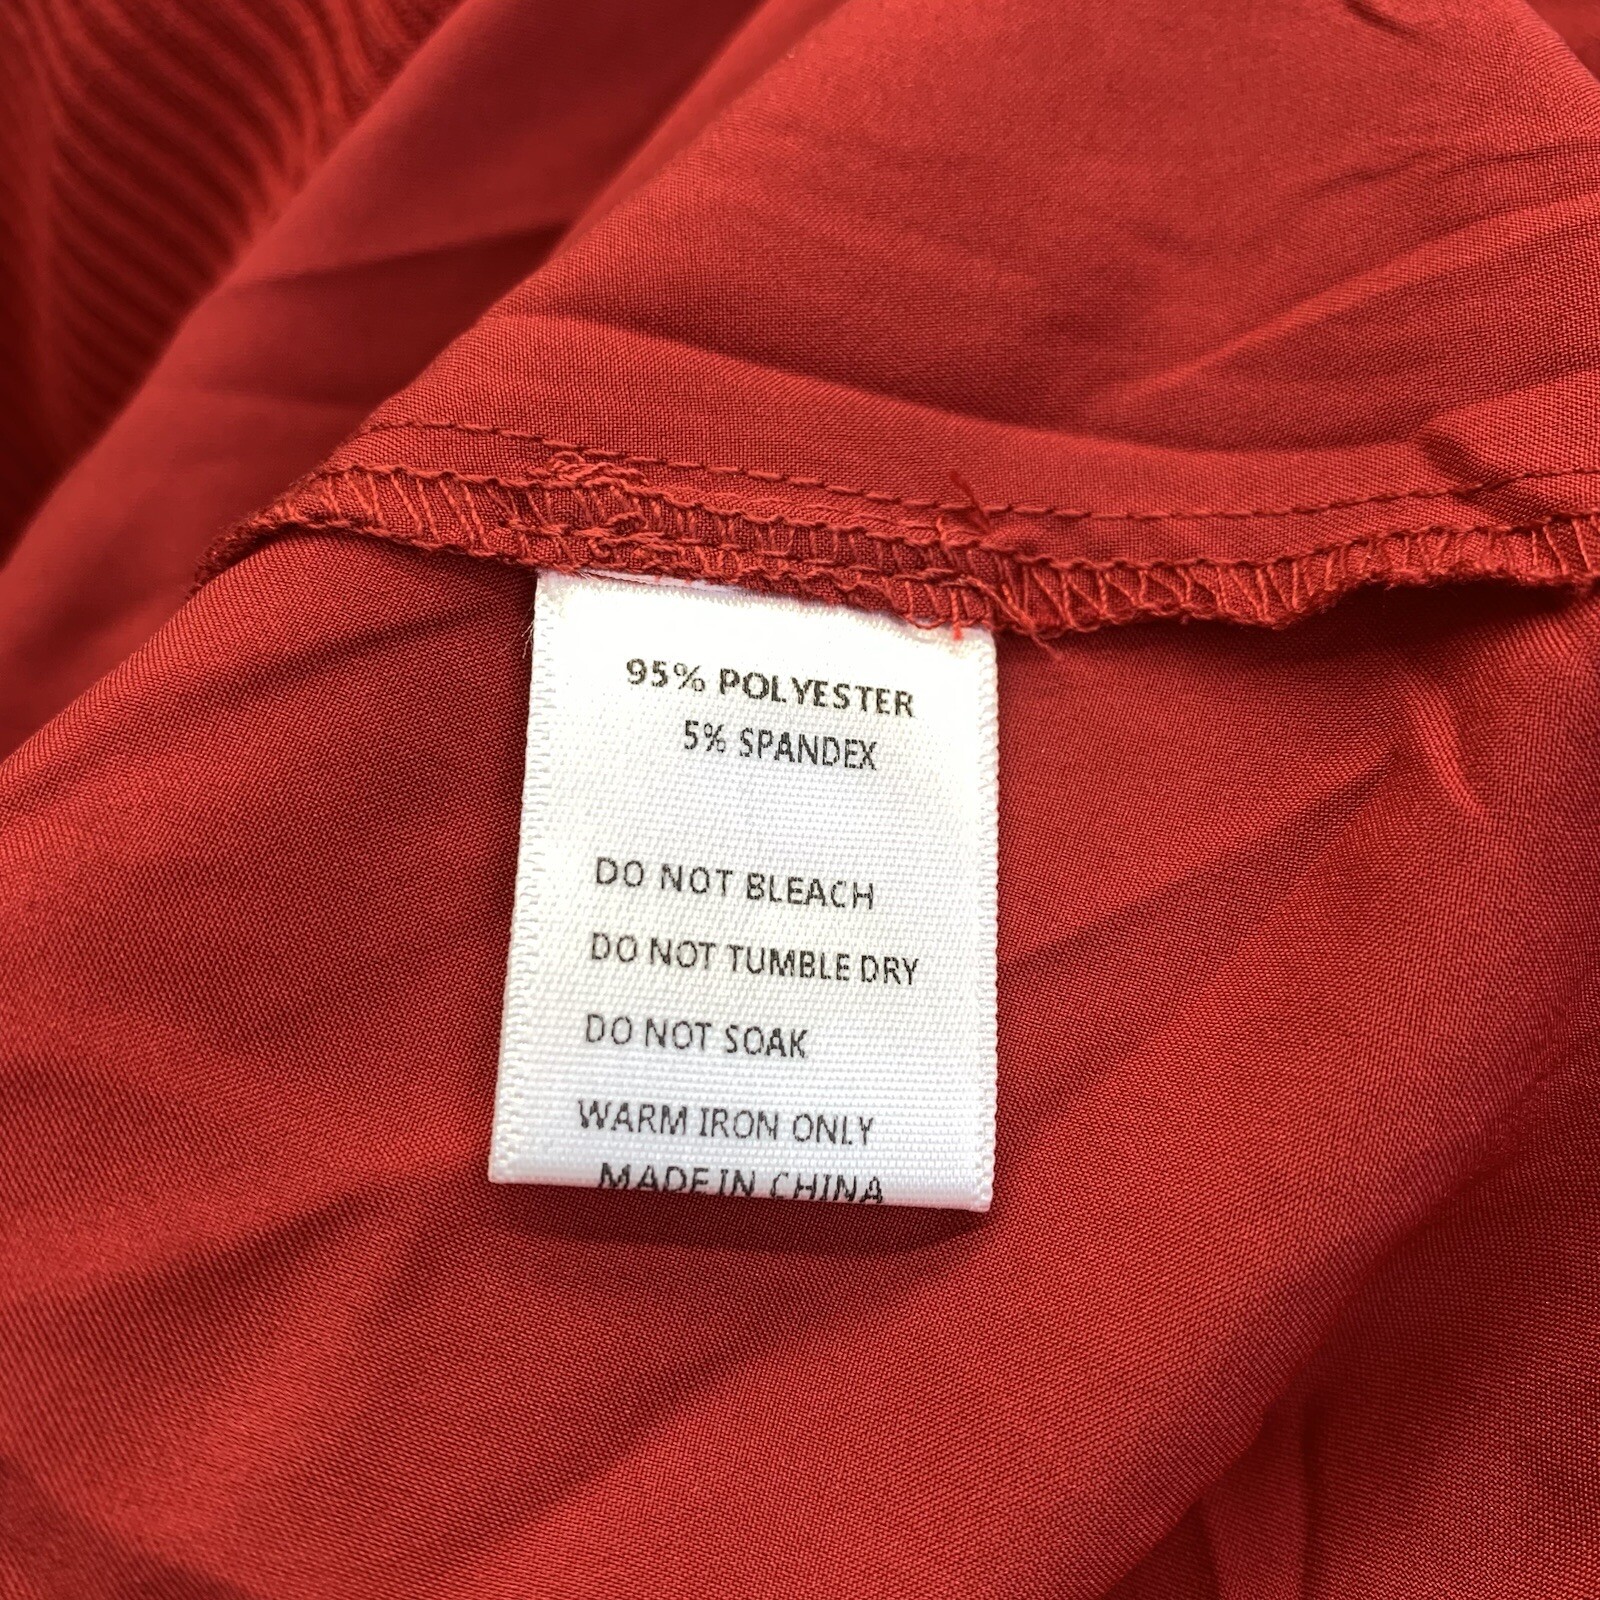 95% POLYESTER
5% SPANDEX
DO NOT BLEACH
DO NOT TUMBLE DRY
DO NOT SOAK
WARM IRON ONLY
MADE IN CHINA